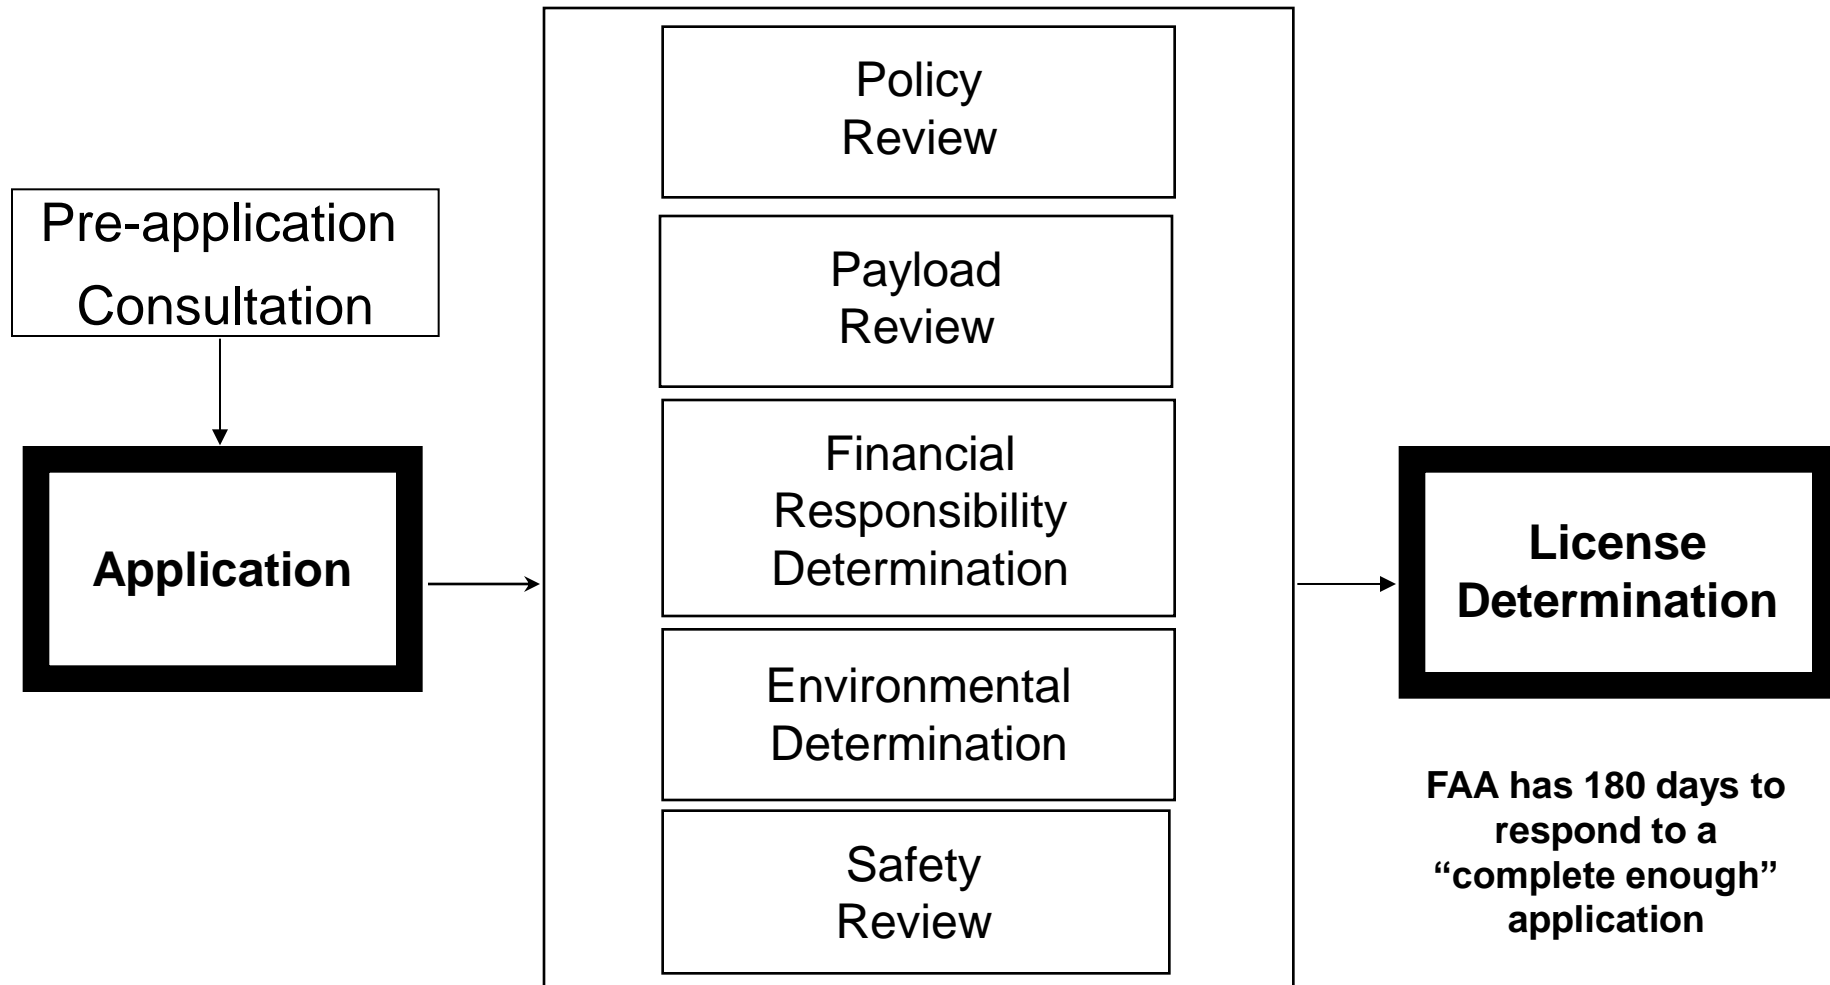 Pre-application
Consultation
Application
Policy
Review
Payload
Review
Financial
Responsibility
Determination
Environmental
Determination
Safety
Review
License
Determination
FAA has 180 days to
respond to a
“complete enough”
application